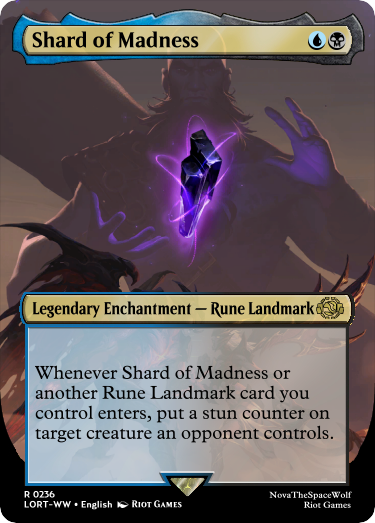 Shard of Madness
Legendary Enchantment — Rune Landmark
Whenever Shard of Madness or
another Rune Landmark card you
control enters, put a stun counter on
target creature an opponent controls.
R 0236
LORT-WW • English RIOT GAMES
NovaTheSpaceWolf
Riot Games